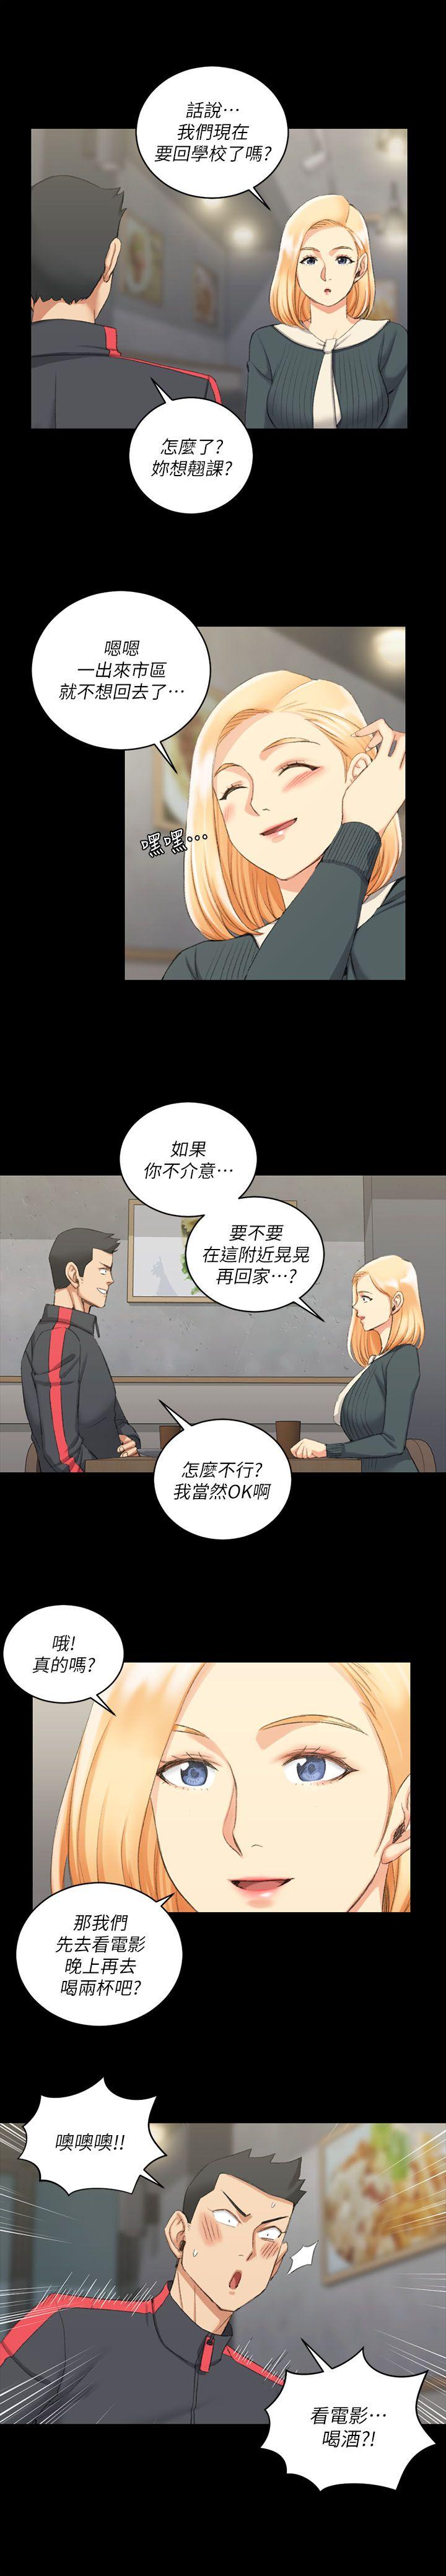 話說⋯
我們現在
要回學校了嗎?
怎麼了?
妳想翹課?
嗯嗯
一出來市區
就不想回去了⋯
嘿嘿⋯
如果
你不介意⋯
要不要
在這附近晃晃
再回家⋯?
怎麼不行?
我當然OK啊
哦!
真的嗎?
那我們
先去看電影
晚上再去
喝兩杯吧?
噢噢噢!!
看電影⋯
喝酒?!